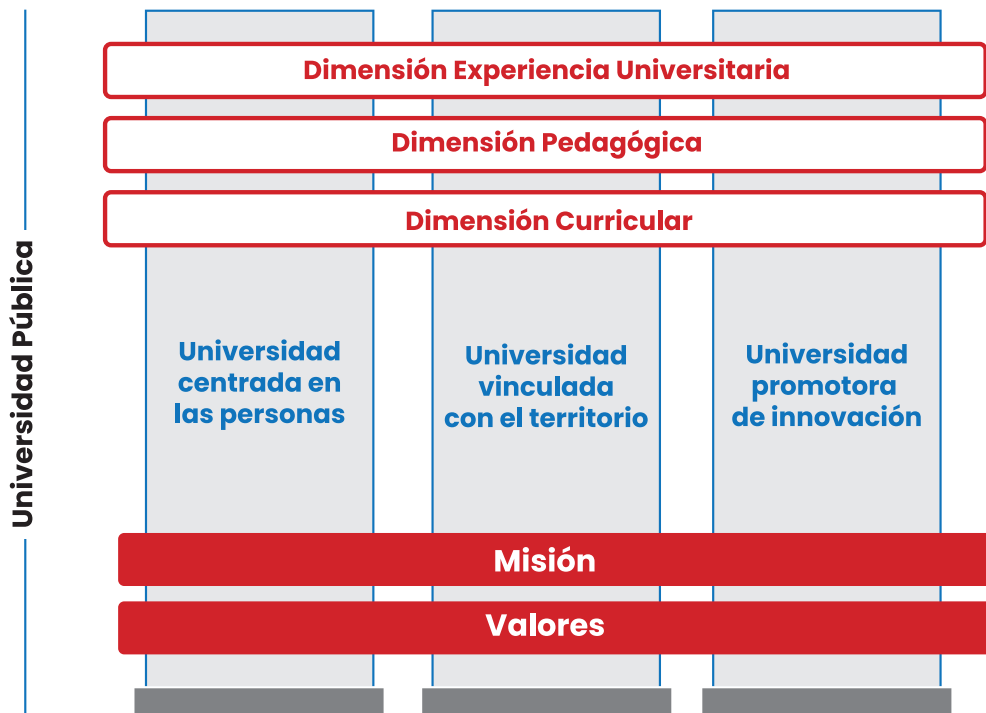 Universidad Pública
Dimensión Experiencia Universitaria
Dimensión Pedagógica
Dimensión Curricular
Universidad
centrada en
las personas
Universidad
vinculada
con el territorio
Universidad
promotora
de innovación
Misión
Valores